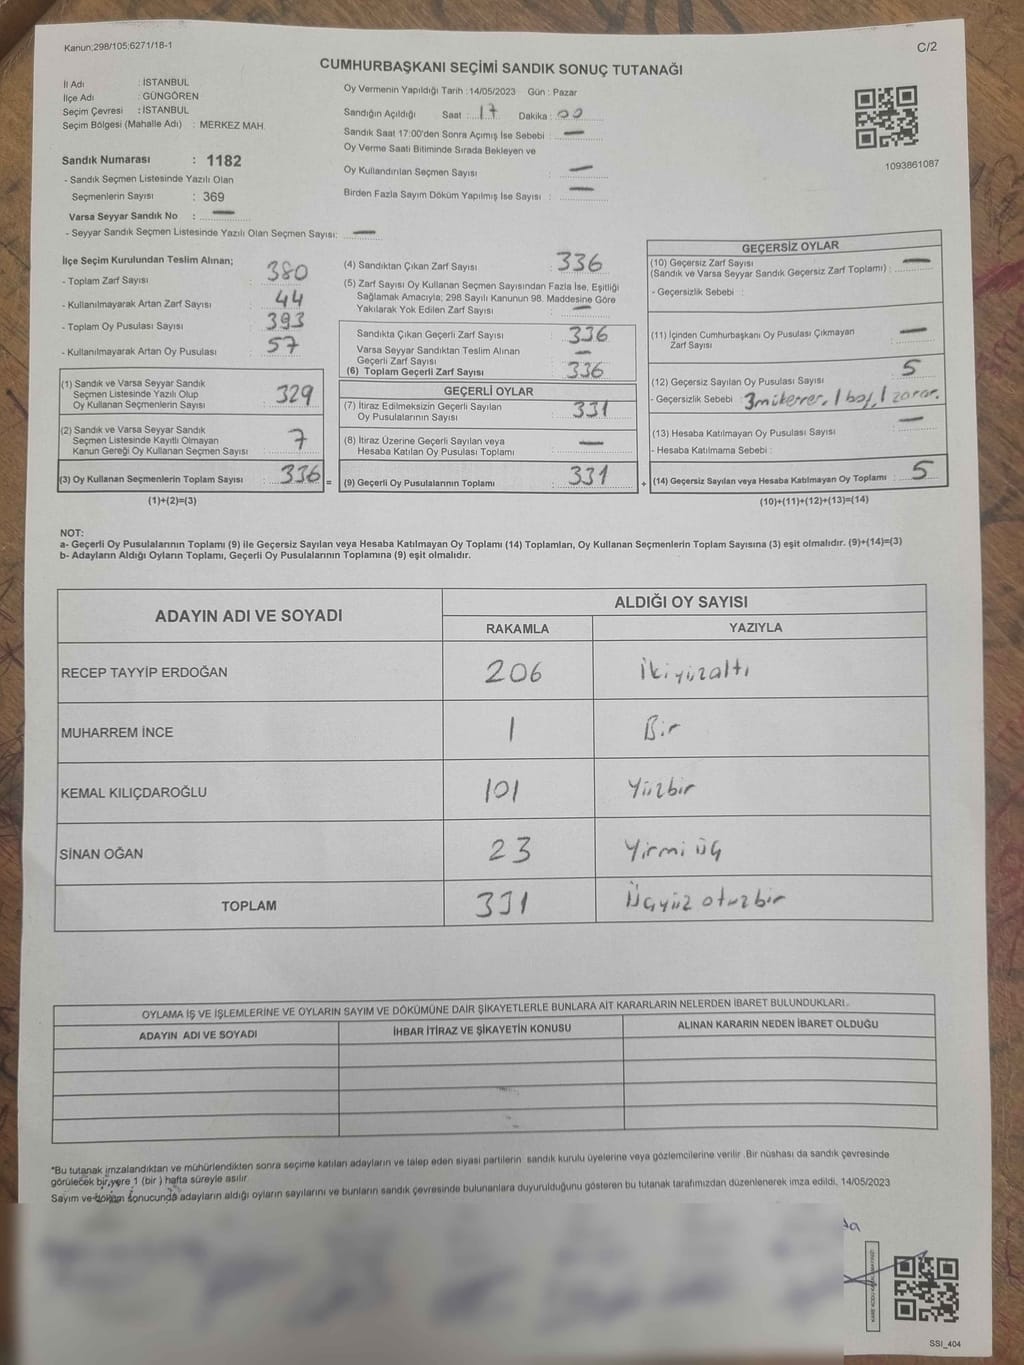 Kanun;298/105;6271/18-1
C/2
CUMHURBAŞKANI SEÇİMİ SANDIK SONUÇ TUTANAĞI
İl Adı : İSTANBUL
İlçe Adı : GÜNGÖREN
Seçim Çevresi : İSTANBUL
Seçim Bölgesi (Mahalle Adı) : MERKEZ MAH.
Sandık Numarası : 1182
- Sandık Seçmen Listesinde Yazılı Olan
Seçmenlerin Sayısı : 369
Varsa Seyyar Sandık No : —
- Seyyar Sandık Seçmen Listesinde Yazılı Olan Seçmen Sayısı: —
Oy Vermenin Yapıldığı Tarih : 14/05/2023 Gün : Pazar
Sandığın Açıldığı Saat : 17 Dakika : 00
Sandık Saat 17:00'den Sonra Açımış İse Sebebi : —
Oy Verme Saati Bitiminde Sırada Bekleyen ve
Oy Kullandırılan Seçmen Sayısı : —
Birden Fazla Sayım Döküm Yapılmış İse Sayısı : —
1093861087
İlçe Seçim Kurulundan Teslim Alınan;
- Toplam Zarf Sayısı : 380
- Kullanılmayarak Artan Zarf Sayısı : 44
- Toplam Oy Pusulası Sayısı : 393
- Kullanılmayarak Artan Oy Pusulası : 57
(1) Sandık ve Varsa Seyyar Sandık
Seçmen Listesinde Yazılı Olup
Oy Kullanan Seçmenlerin Sayısı : 329
(2) Sandık ve Varsa Seyyar Sandık
Seçmen Listesinde Kayıtlı Olmayan
Kanun Gereği Oy Kullanan Seçmen Sayısı : 7
(3) Oy Kullanan Seçmenlerin Toplam Sayısı : 336 =
(1)+(2)=(3)
(4) Sandıktan Çıkan Zarf Sayısı : 336
(5) Zarf Sayısı Oy Kullanan Seçmen Sayısından Fazla İse, Eşitliği
Sağlamak Amacıyla; 298 Sayılı Kanunun 98. Maddesine Göre
Yakılarak Yok Edilen Zarf Sayısı : —
Sandıkta Çıkan Geçerli Zarf Sayısı : 336
Varsa Seyyar Sandıktan Teslim Alınan
Geçerli Zarf Sayısı : —
(6) Toplam Geçerli Zarf Sayısı : 336
GEÇERLİ OYLAR
(7) İtiraz Edilmeksizin Geçerli Sayılan
Oy Pusulalarının Sayısı : 331
(8) İtiraz Üzerine Geçerli Sayılan veya
Hesaba Katılan Oy Pusulası Toplamı : —
(9) Geçerli Oy Pusulalarının Toplamı : 331 +
GEÇERSİZ OYLAR
(10) Geçersiz Zarf Sayısı
(Sandık ve Varsa Seyyar Sandık Geçersiz Zarf Toplamı) : —
- Geçersizlik Sebebi :
(11) İçinden Cumhurbaşkanı Oy Pusulası Çıkmayan
Zarf Sayısı : —
(12) Geçersiz Sayılan Oy Pusulası Sayısı : 5
- Geçersizlik Sebebi : 3 mükerrer, 1 boş, 1 zarar.
(13) Hesaba Katılmayan Oy Pusulası Sayısı : —
- Hesaba Katılmama Sebebi :
(14) Geçersiz Sayılan veya Hesaba Katılmayan Oy Toplamı : 5
(10)+(11)+(12)+(13)=(14)
NOT:
a- Geçerli Oy Pusulalarının Toplamı (9) ile Geçersiz Sayılan veya Hesaba Katılmayan Oy Toplamı (14) Toplamları, Oy Kullanan Seçmenlerin Toplam Sayısına (3) eşit olmalıdır. (9)+(14)=(3)
b- Adayların Aldığı Oyların Toplamı, Geçerli Oy Pusulalarının Toplamına (9) eşit olmalıdır.
ADAYIN ADI VE SOYADI
ALDIĞI OY SAYISI
RAKAMLA YAZIYLA
RECEP TAYYİP ERDOĞAN 206 İkiyüzaltı
MUHARREM İNCE 1 Bir
KEMAL KILIÇDAROĞLU 101 Yüzbir
SİNAN OĞAN 23 Yirmi üç
TOPLAM 331 Üçyüz otuzbir
OYLAMA İŞ VE İŞLEMLERİNE VE OYLARIN SAYIM VE DÖKÜMÜNE DAİR ŞİKAYETLERLE BUNLARA AİT KARARLARIN NELERDEN İBARET BULUNDUKLARI.
ADAYIN ADI VE SOYADI İHBAR İTİRAZ VE ŞİKAYETİN KONUSU ALINAN KARARIN NEDEN İBARET OLDUĞU
*Bu tutanak imzalandıktan ve mühürlendikten sonra seçime katılan adayların ve talep eden siyasi partilerin sandık kurulu üyelerine veya gözlemcilerine verilir .Bir nüshası da sandık çevresinde
görülecek bir yere 1 (bir ) hafta süreyle asılır.
Sayım ve döküm sonucunda adayların aldığı oyların sayılarını ve bunların sandık çevresinde bulunanlara duyurulduğunu gösteren bu tutanak tarafımızdan düzenlenerek imza edildi. 14/05/2023
SSI_404